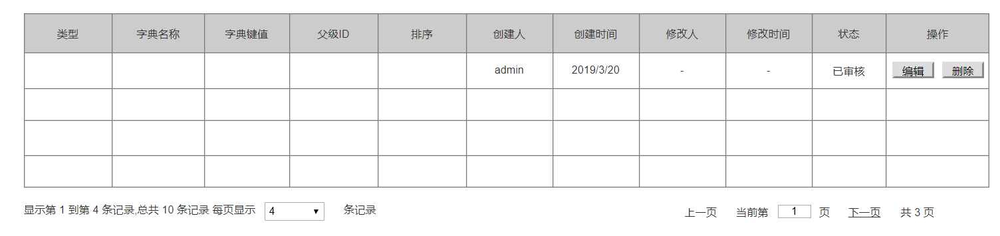 类型 字典名称 字典键值 父级ID 排序 创建人 创建时间 修改人 修改时间 状态 操作
admin 2019/3/20 - - 已审核 编辑 删除
显示第 1 到第 4 条记录,总共 10 条记录 每页显示 4 条记录 上一页 当前第 1 页 下一页 共 3 页